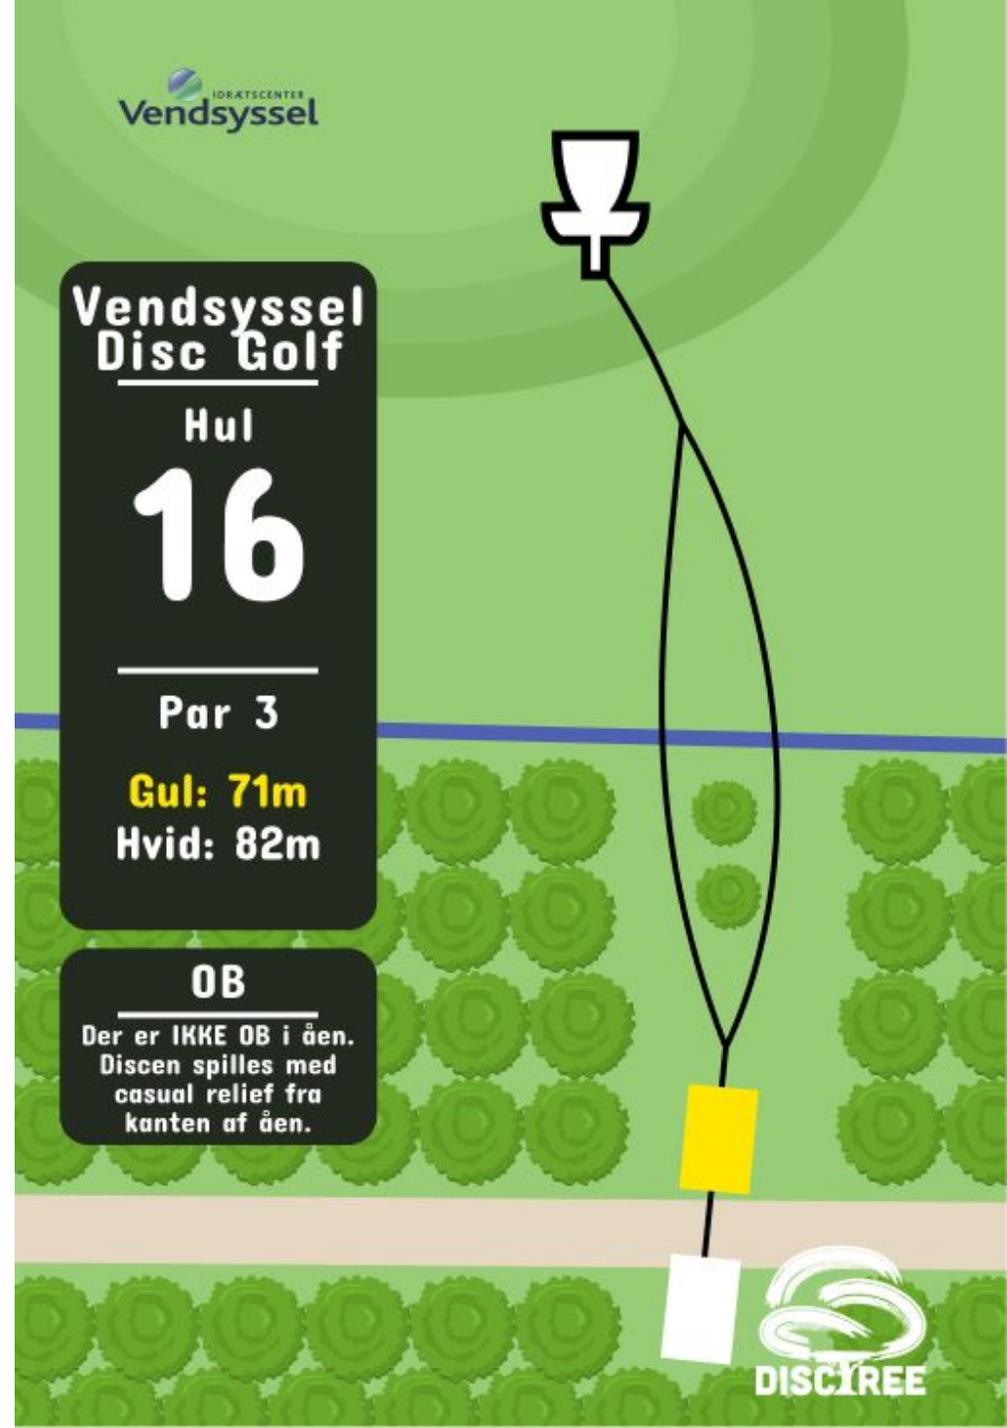 IDRÆTSCENTER
Vendsyssel
Vendsyssel
Disc Golf
Hul
16
Par 3
Gul: 71m
Hvid: 82m
OB
Der er IKKE OB i åen.
Discen spilles med
casual relief fra
kanten af åen.
DISCTREE